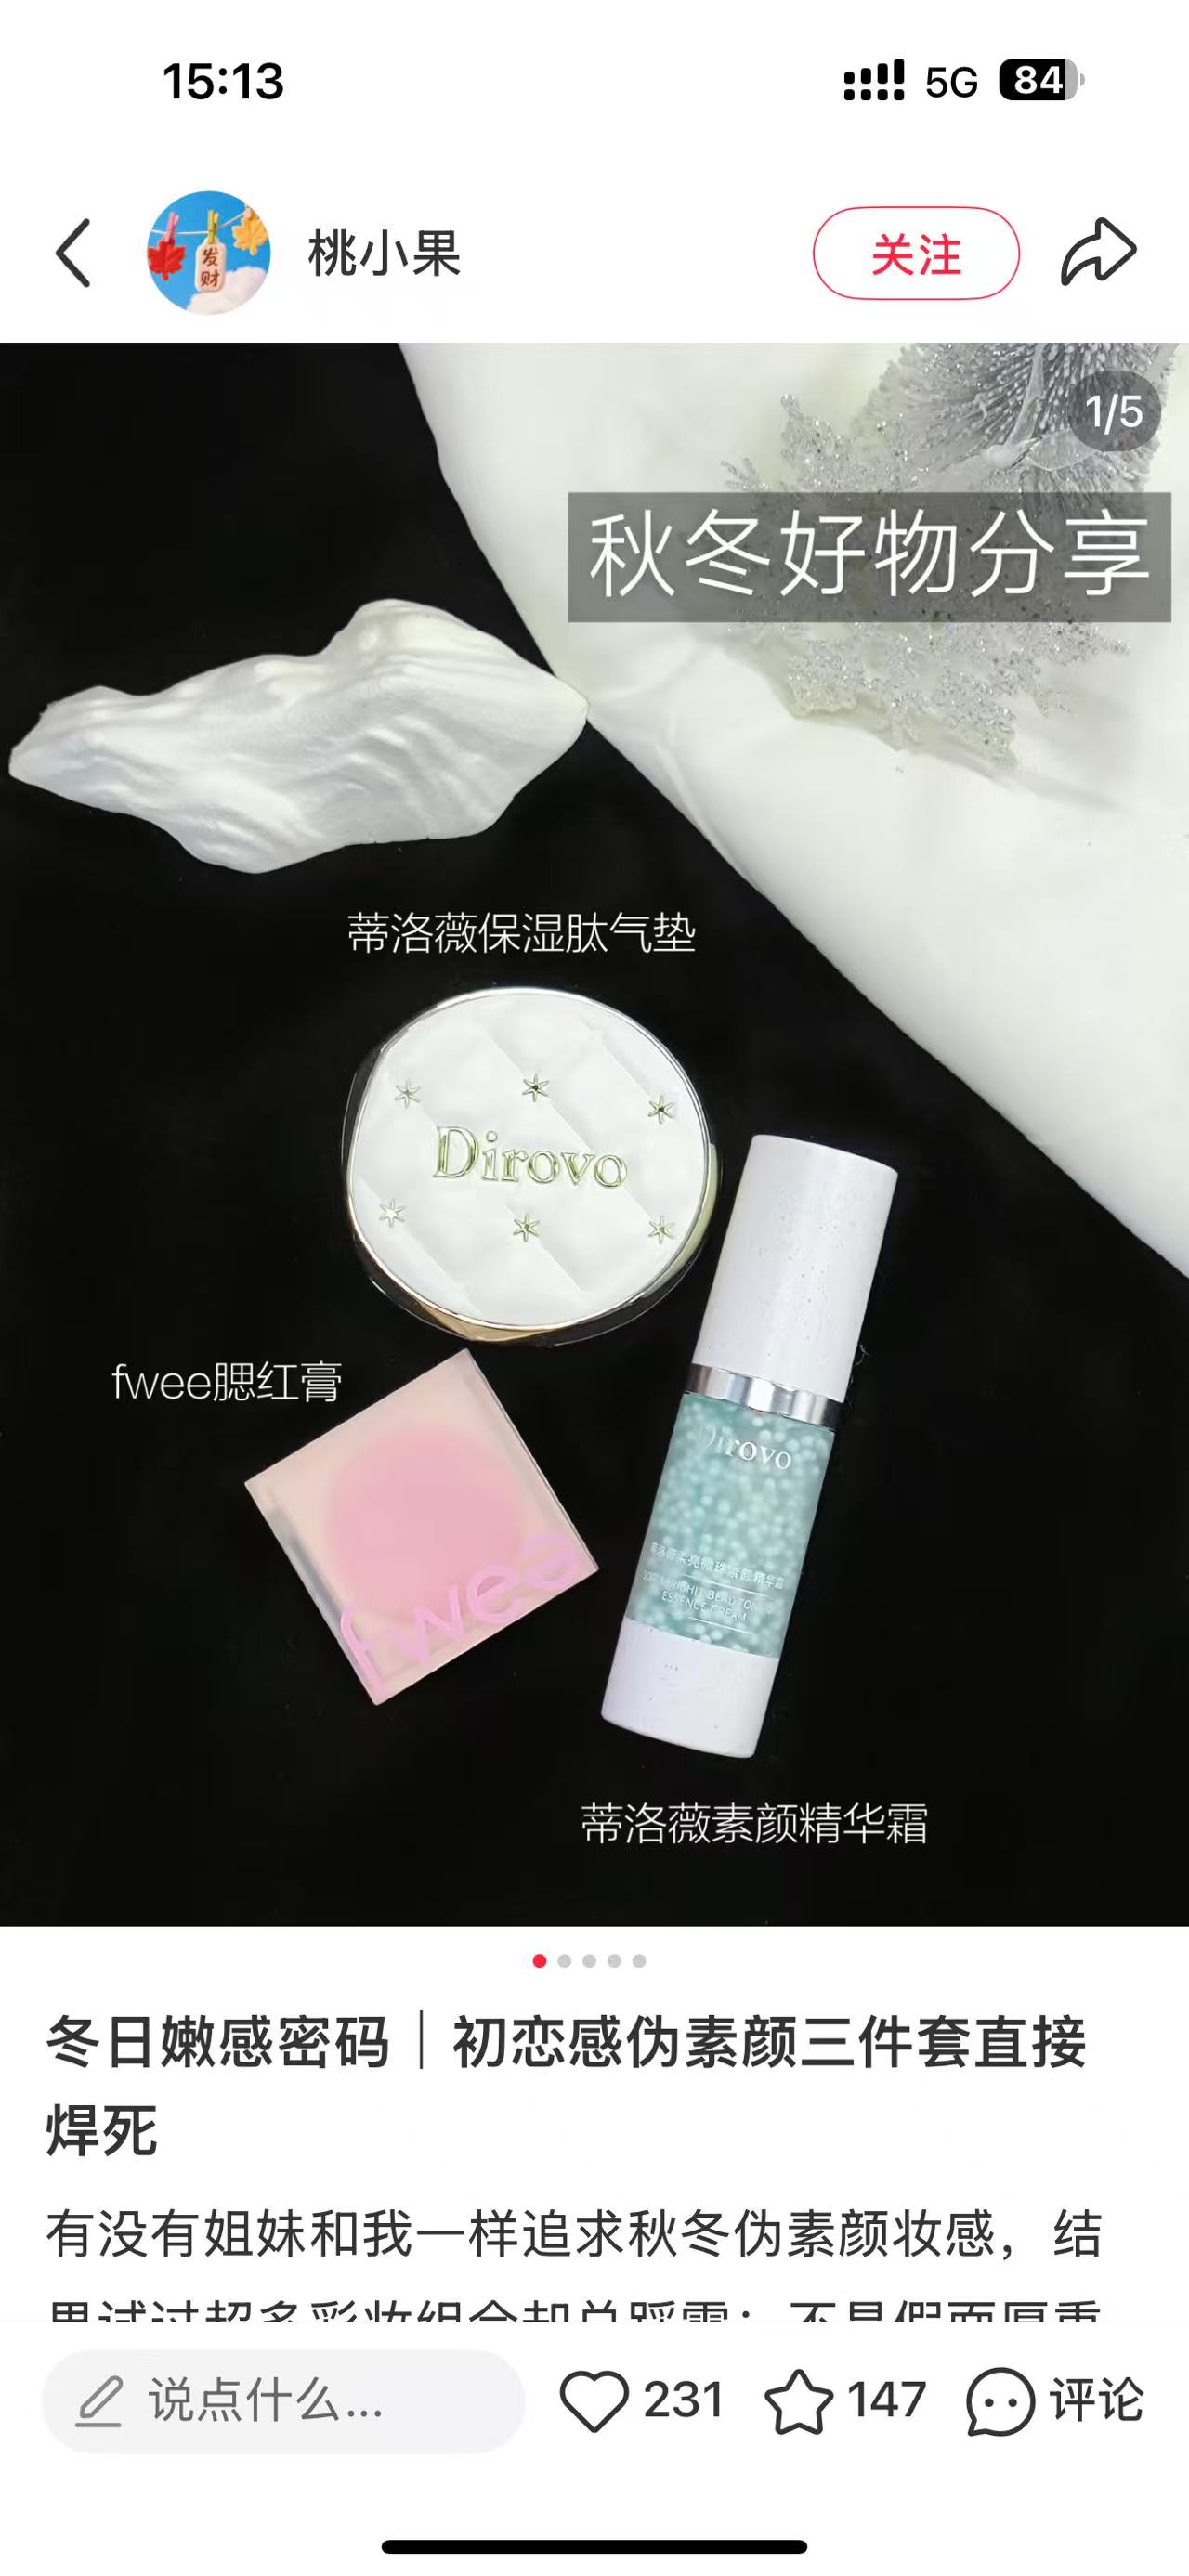 15:13
5G 84
发财
桃小果
关注
1/5
秋冬好物分享
蒂洛薇保湿肽气垫
Dirovo
fwee腮红膏
Dirovo
fwee
ESSENCE CREAM
蒂洛薇素颜精华霜
冬日嫩感密码｜初恋感伪素颜三件套直接
焊死
有没有姐妹和我一样追求秋冬伪素颜妆感，结
说点什么...
231
147
评论